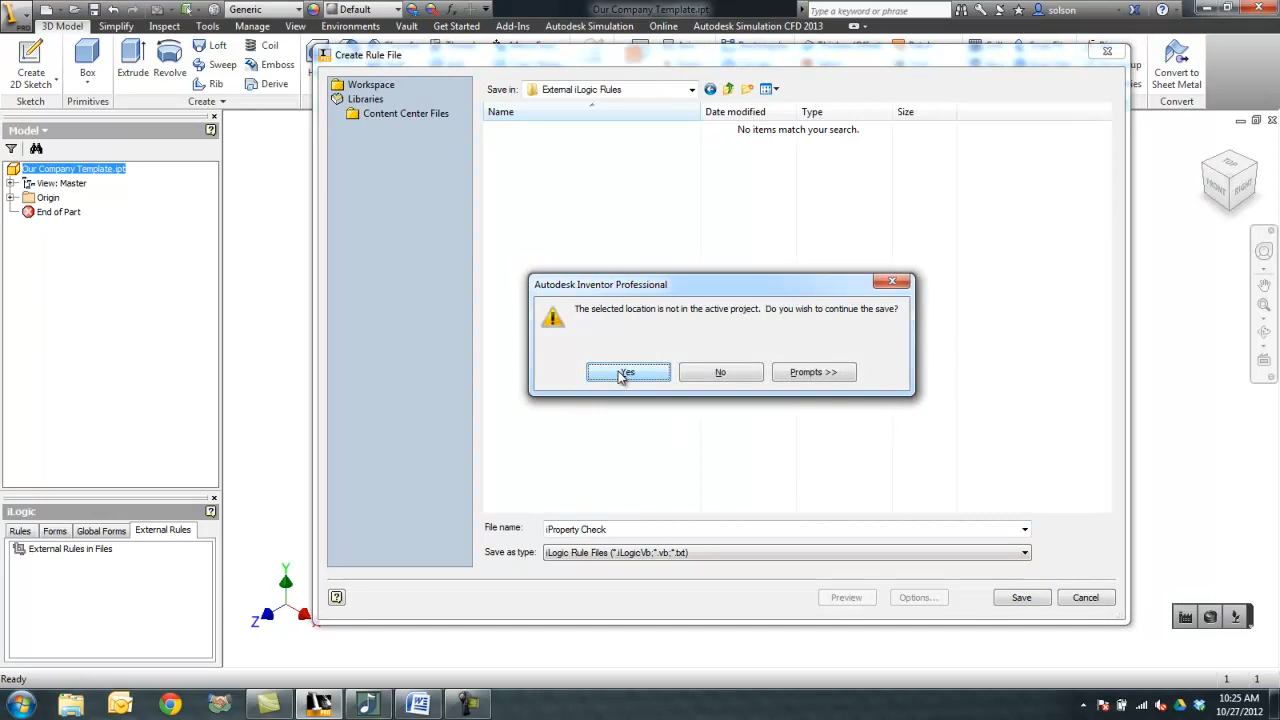 Generic
Default
Our Company Template.ipt
Type a keyword or phrase
solson
PRO
3D Model
Simplify
Inspect
Tools
Manage
View
Environments
Vault
Get Started
Add-Ins
Autodesk Simulation
Online
Autodesk Simulation CFD 2013
Create
2D Sketch
Box
Extrude
Revolve
Loft
Sweep
Rib
Coil
Emboss
Derive
Convert to
Sheet Metal
Sketch
Primitives
Create
Convert
Create Rule File
Workspace
Libraries
Content Center Files
Save in:
External iLogic Rules
Name
Date modified
Type
Size
No items match your search.
Model
Our Company Template.ipt
View: Master
Origin
End of Part
TOP
FRONT
RIGHT
Autodesk Inventor Professional
The selected location is not in the active project. Do you wish to continue the save?
Yes
No
Prompts >>
iLogic
Rules
Forms
Global Forms
External Rules
External Rules in Files
File name:
iProperty Check
Save as type:
iLogic Rule Files (*.iLogicVb;*.vb;*.txt)
Preview
Options...
Save
Cancel
Y
Z
Ready
1
1
10:25 AM
10/27/2012